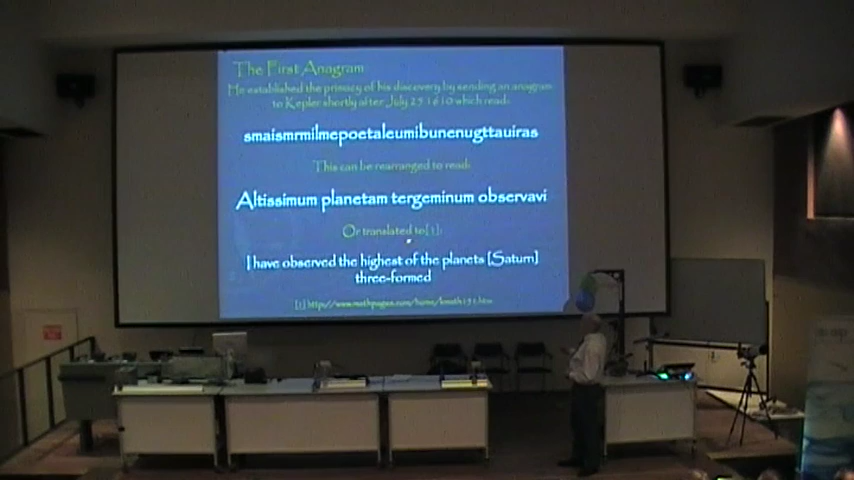 The First Anagram
He established the primacy of his discovery by sending an anagram
to Kepler shortly after July 25 1610 which read:
smaismrmilmepoetaleumibunenugttauiras
This can be rearranged to read:
Altissimum planetam tergeminum observavi
Or translated to[1]:
I have observed the highest of the planets [Saturn]
three-formed
[1] http://www.mathpages.com/home/kmath151.htm